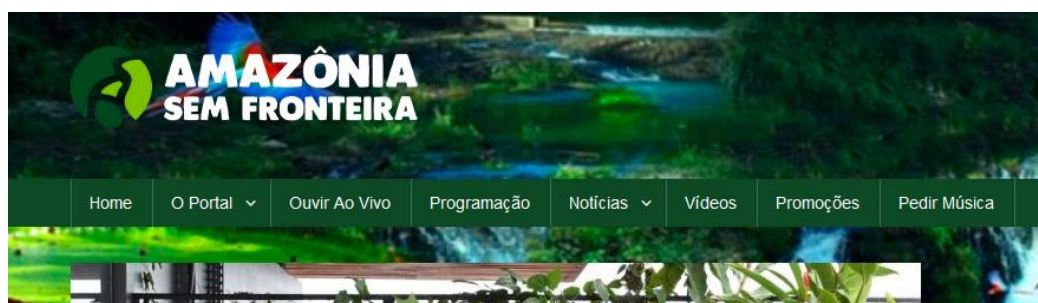 AMAZÔNIA
SEM FRONTEIRA
Home O Portal Ouvir Ao Vivo Programação Notícias Vídeos Promoções Pedir Música